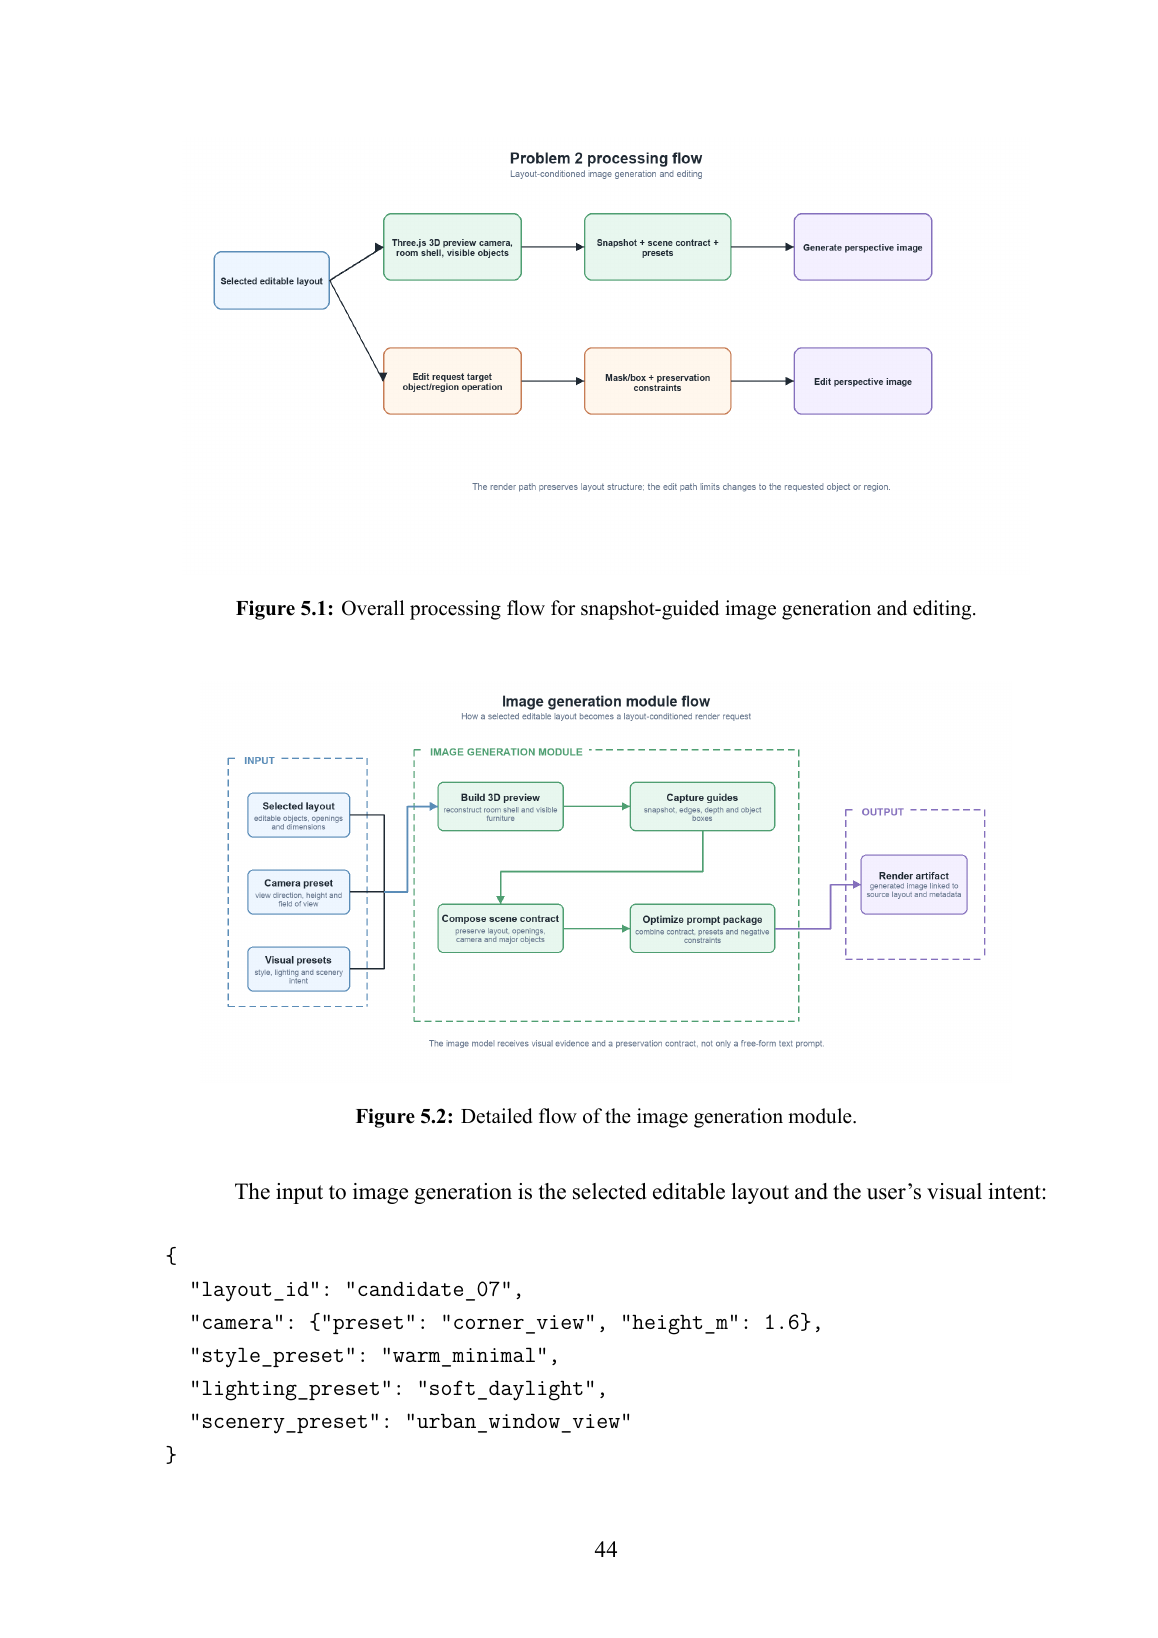 Problem 2 processing flow
Layout-conditioned image generation and editing
Three.js 3D preview camera,
room shell, visible objects
Snapshot + scene contract +
presets
Generate perspective image
Selected editable layout
Edit request target
object/region operation
Mask/box + preservation
constraints
Edit perspective image
The render path preserves layout structure; the edit path limits changes to the requested object or region.
Figure 5.1: Overall processing flow for snapshot-guided image generation and editing.
Image generation module flow
How a selected editable layout becomes a layout-conditioned render request
INPUT
Selected layout
editable objects, openings
and dimensions
Camera preset
view direction, height and
field of view
Visual presets
style, lighting and scenery
intent
IMAGE GENERATION MODULE
Build 3D preview
reconstruct room shell and visible
furniture
Capture guides
snapshot, edges, depth and object
boxes
Compose scene contract
preserve layout, openings,
camera and major objects
Optimize prompt package
combine contract, presets and negative
constraints
OUTPUT
Render artifact
generated image linked to
source layout and metadata
The image model receives visual evidence and a preservation contract, not only a free-form text prompt.
Figure 5.2: Detailed flow of the image generation module.
The input to image generation is the selected editable layout and the user’s visual intent:
{
"layout_id": "candidate_07",
"camera": {"preset": "corner_view", "height_m": 1.6},
"style_preset": "warm_minimal",
"lighting_preset": "soft_daylight",
"scenery_preset": "urban_window_view"
}
44